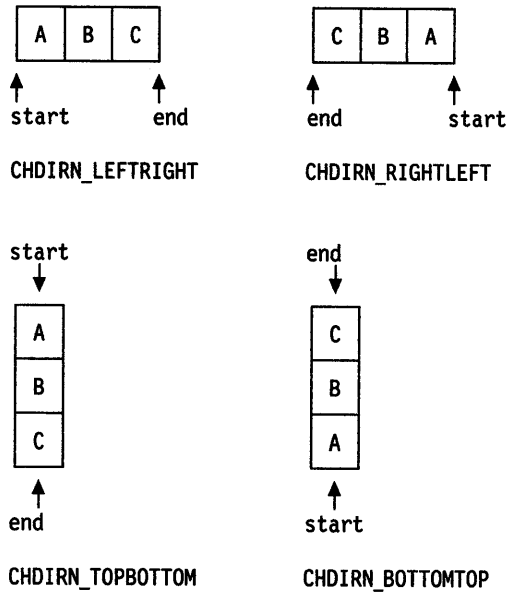 A B C
start end
CHDIRN_LEFTRIGHT
C B A
end start
CHDIRN_RIGHTLEFT
start
A
B
C
end
CHDIRN_TOPBOTTOM
end
C
B
A
start
CHDIRN_BOTTOMTOP